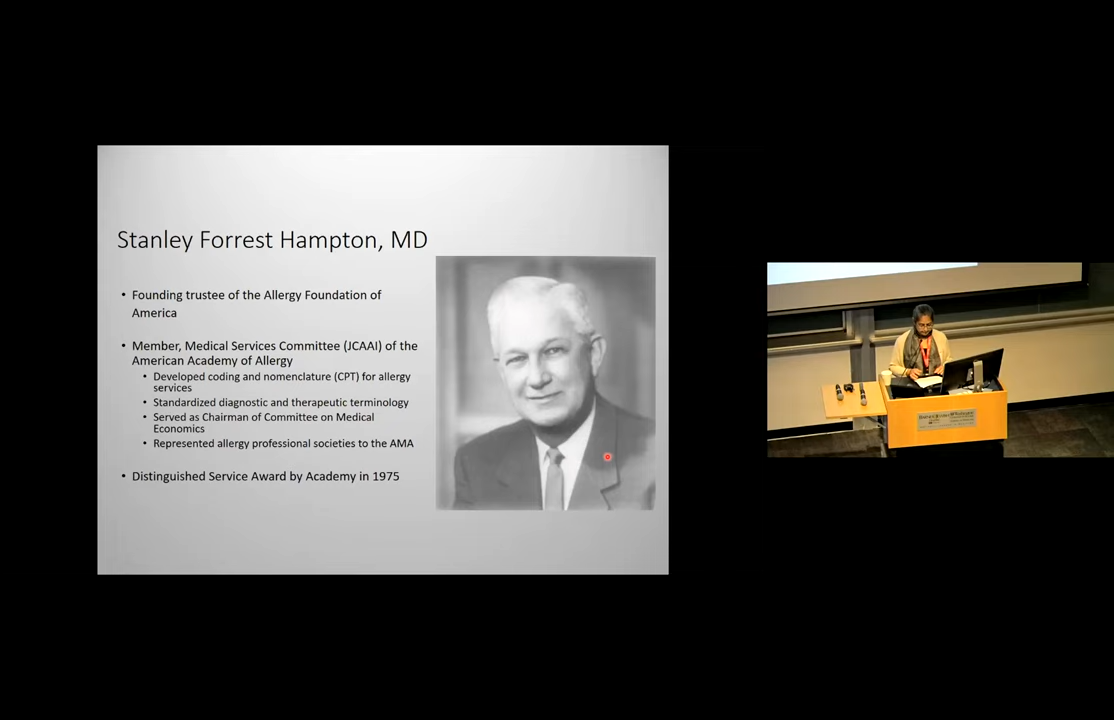 Stanley Forrest Hampton, MD
• Founding trustee of the Allergy Foundation of
America
• Member, Medical Services Committee (JCAAI) of the
American Academy of Allergy
• Developed coding and nomenclature (CPT) for allergy
services
• Standardized diagnostic and therapeutic terminology
• Served as Chairman of Committee on Medical
Economics
• Represented allergy professional societies to the AMA
• Distinguished Service Award by Academy in 1975